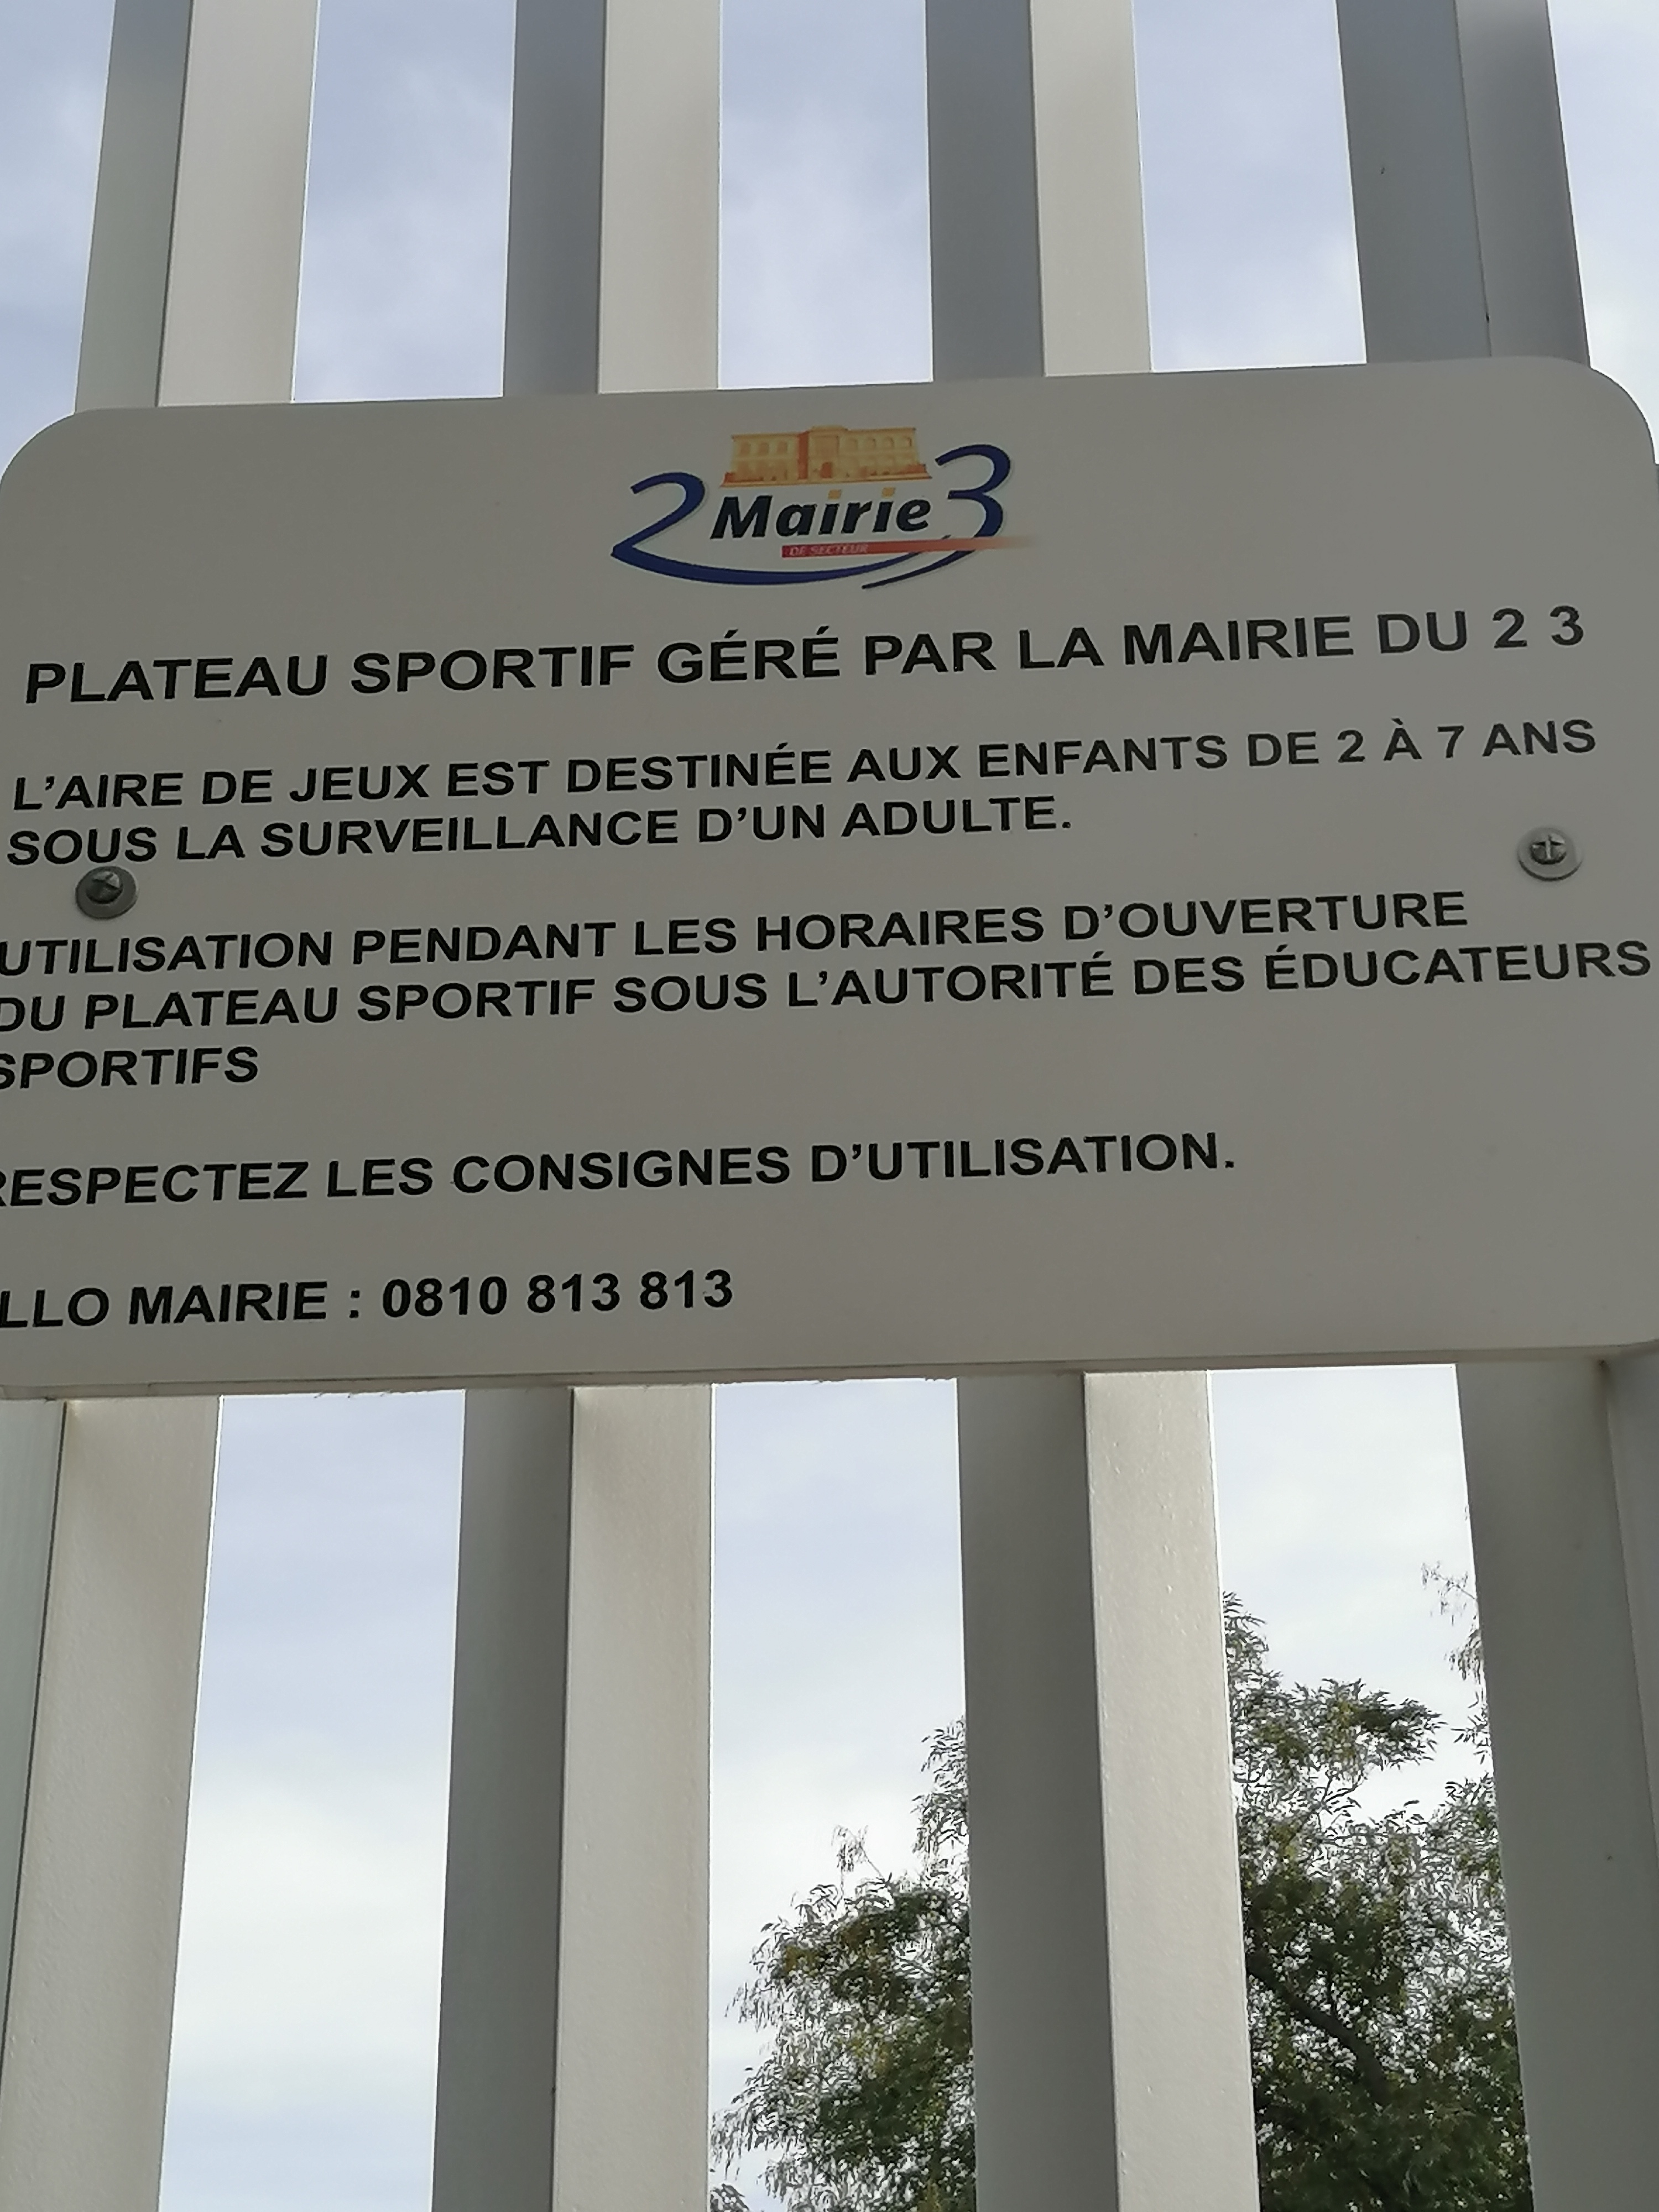 2 Mairie 3
DE SECTEUR
PLATEAU SPORTIF GÉRÉ PAR LA MAIRIE DU 2 3
L'AIRE DE JEUX EST DESTINÉE AUX ENFANTS DE 2 À 7 ANS
SOUS LA SURVEILLANCE D'UN ADULTE.
UTILISATION PENDANT LES HORAIRES D'OUVERTURE
DU PLATEAU SPORTIF SOUS L'AUTORITÉ DES ÉDUCATEURS
SPORTIFS
RESPECTEZ LES CONSIGNES D'UTILISATION.
LLO MAIRIE : 0810 813 813